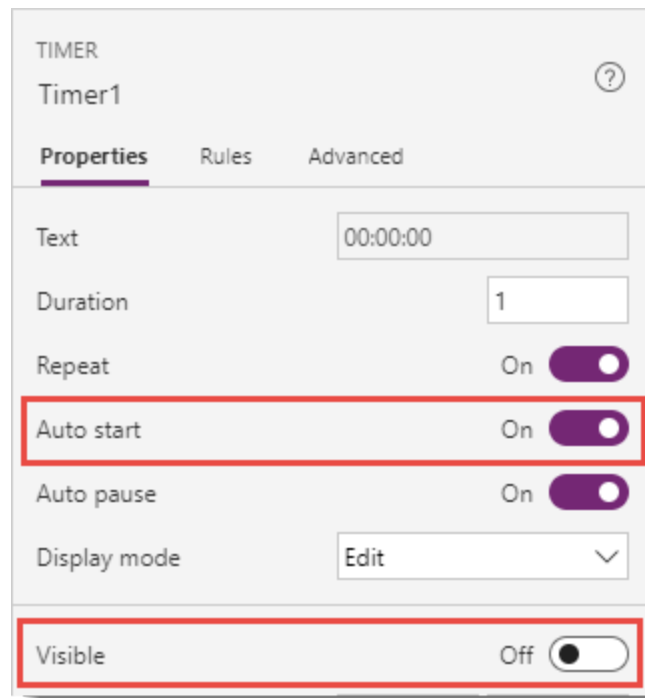 TIMER
Timer1
?
Properties Rules Advanced
Text 00:00:00
Duration 1
Repeat On
Auto start On
Auto pause On
Display mode Edit
Visible Off